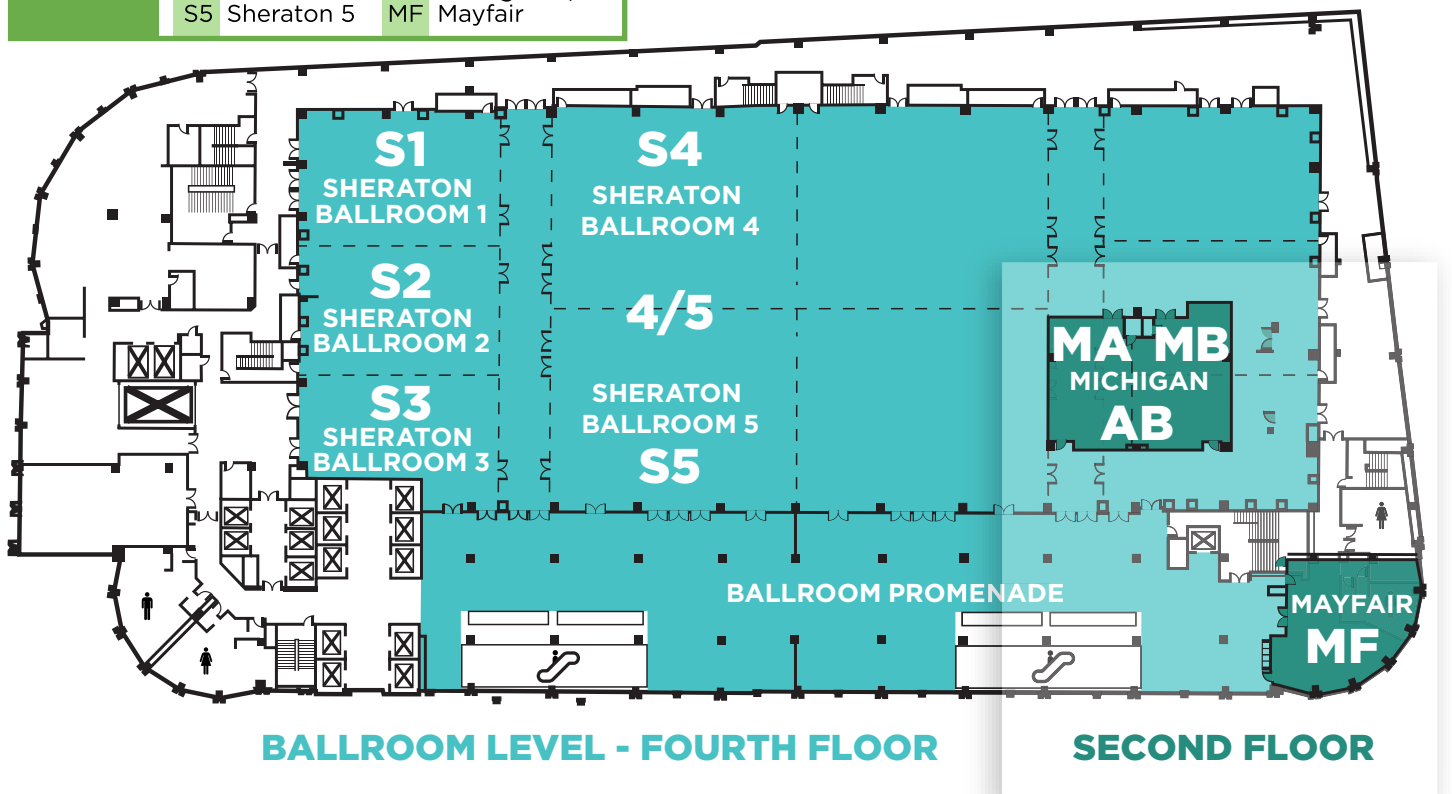 S5 Sheraton 5 MF Mayfair
S1
SHERATON
BALLROOM 1
S2
SHERATON
BALLROOM 2
S3
SHERATON
BALLROOM 3
S4
SHERATON
BALLROOM 4
4/5
SHERATON
BALLROOM 5
S5
MA MB
MICHIGAN
AB
BALLROOM PROMENADE
MAYFAIR
MF
BALLROOM LEVEL - FOURTH FLOOR
SECOND FLOOR